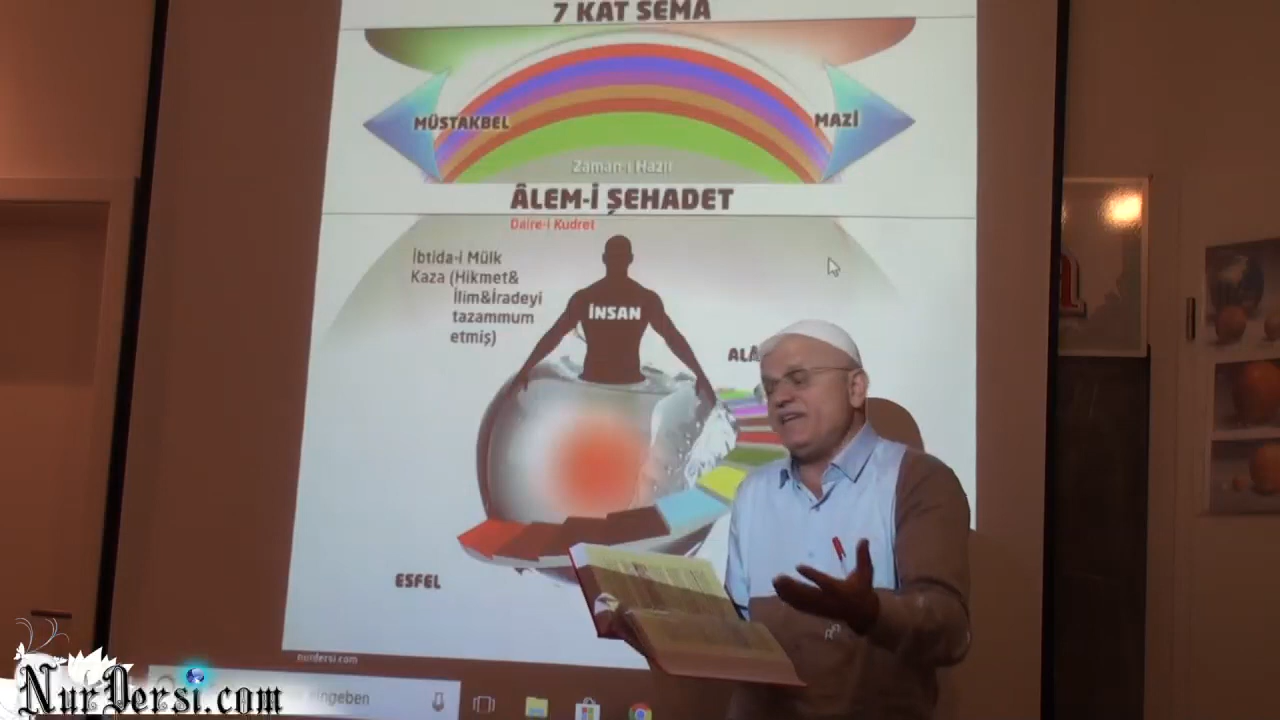 7 KAT SEMA
MÜSTAKBEL
MAZİ
Zaman-ı Hazır
ÂLEM-İ ŞEHADET
Daire-i Kudret
İbtida-i Mülk
Kaza (Hikmet&
İlim&İradeyi
tazammum
etmiş)
İNSAN
ESFEL
nurdersi.com
NurDersi.com